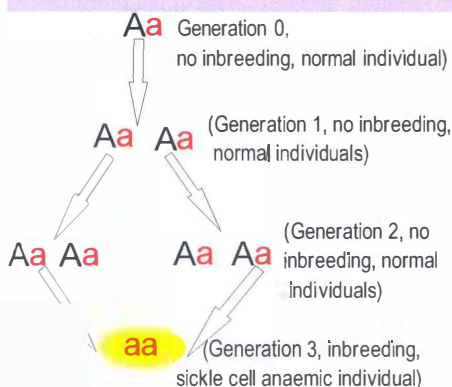 Aa Generation 0,
no inbreeding, normal individual)
Aa Aa (Generation 1, no inbreeding,
normal individuals)
Aa Aa Aa Aa (Generation 2, no
inbreeding, normal
individuals)
aa (Generation 3, inbreeding,
sickle cell anaemic individual)